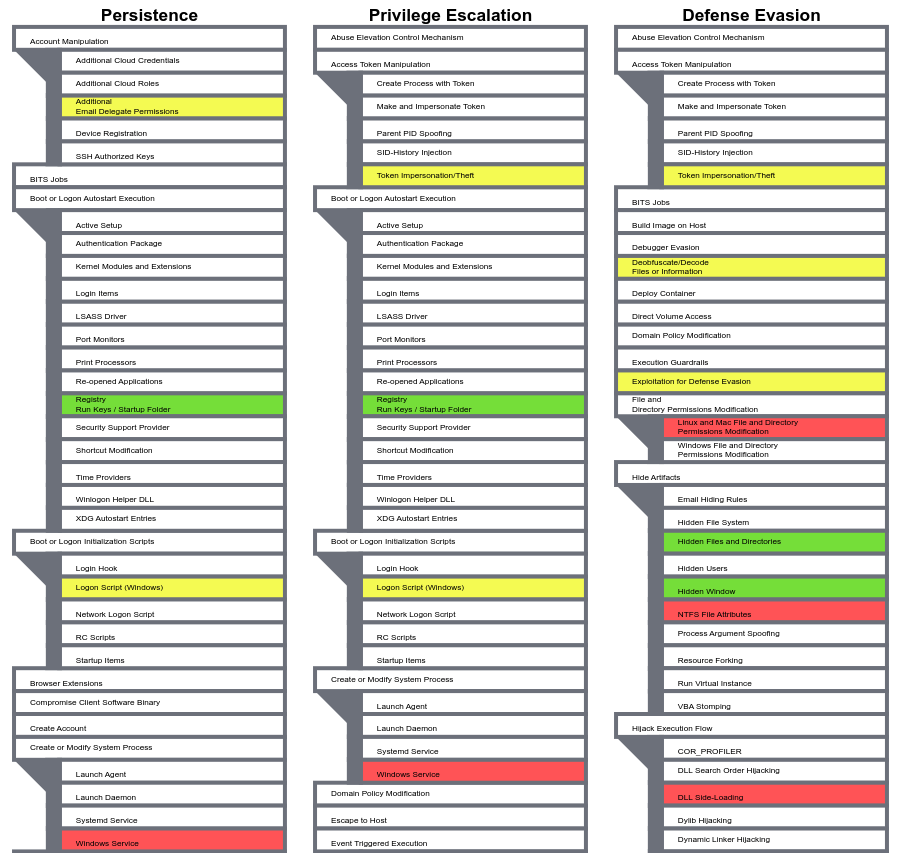 Persistence
Account Manipulation
Additional Cloud Credentials
Additional Cloud Roles
Additional
Email Delegate Permissions
Device Registration
SSH Authorized Keys
BITS Jobs
Boot or Logon Autostart Execution
Active Setup
Authentication Package
Kernel Modules and Extensions
Login Items
LSASS Driver
Port Monitors
Print Processors
Re-opened Applications
Registry
Run Keys / Startup Folder
Security Support Provider
Shortcut Modification
Time Providers
Winlogon Helper DLL
XDG Autostart Entries
Boot or Logon Initialization Scripts
Login Hook
Logon Script (Windows)
Network Logon Script
RC Scripts
Startup Items
Browser Extensions
Compromise Client Software Binary
Create Account
Create or Modify System Process
Launch Agent
Launch Daemon
Systemd Service
Windows Service
Privilege Escalation
Abuse Elevation Control Mechanism
Access Token Manipulation
Create Process with Token
Make and Impersonate Token
Parent PID Spoofing
SID-History Injection
Token Impersonation/Theft
Boot or Logon Autostart Execution
Active Setup
Authentication Package
Kernel Modules and Extensions
Login Items
LSASS Driver
Port Monitors
Print Processors
Re-opened Applications
Registry
Run Keys / Startup Folder
Security Support Provider
Shortcut Modification
Time Providers
Winlogon Helper DLL
XDG Autostart Entries
Boot or Logon Initialization Scripts
Login Hook
Logon Script (Windows)
Network Logon Script
RC Scripts
Startup Items
Create or Modify System Process
Launch Agent
Launch Daemon
Systemd Service
Windows Service
Domain Policy Modification
Escape to Host
Event Triggered Execution
Defense Evasion
Abuse Elevation Control Mechanism
Access Token Manipulation
Create Process with Token
Make and Impersonate Token
Parent PID Spoofing
SID-History Injection
Token Impersonation/Theft
BITS Jobs
Build Image on Host
Debugger Evasion
Deobfuscate/Decode
Files or Information
Deploy Container
Direct Volume Access
Domain Policy Modification
Execution Guardrails
Exploitation for Defense Evasion
File and
Directory Permissions Modification
Linux and Mac File and Directory
Permissions Modification
Windows File and Directory
Permissions Modification
Hide Artifacts
Email Hiding Rules
Hidden File System
Hidden Files and Directories
Hidden Users
Hidden Window
NTFS File Attributes
Process Argument Spoofing
Resource Forking
Run Virtual Instance
VBA Stomping
Hijack Execution Flow
COR_PROFILER
DLL Search Order Hijacking
DLL Side-Loading
Dylib Hijacking
Dynamic Linker Hijacking